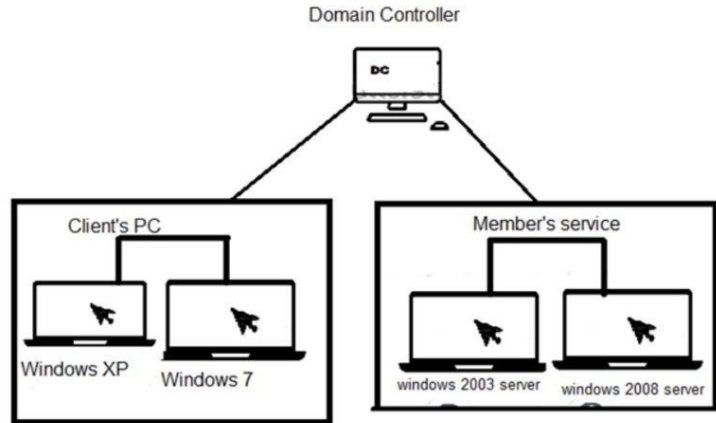 Domain Controller
DC
Client's PC
Member's service
Windows XP
Windows 7
windows 2003 server
windows 2008 server